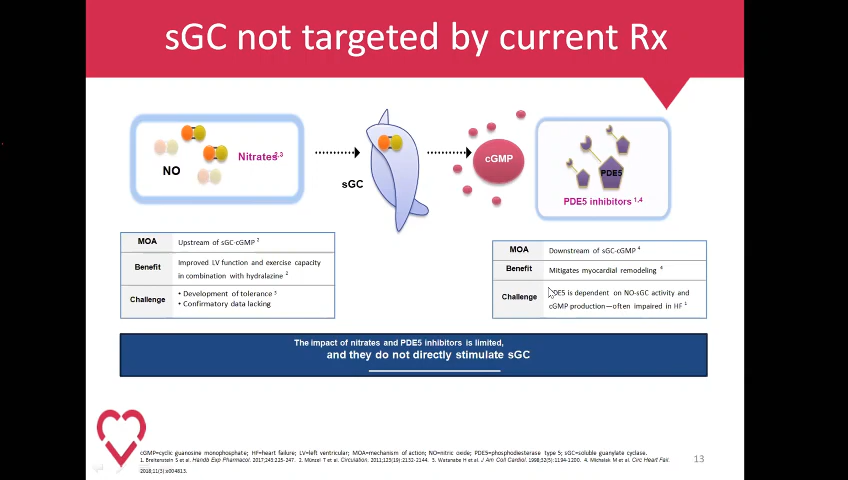 sGC not targeted by current Rx
NO
Nitrates2,3
sGC
cGMP
PDE5
PDE5 inhibitors 1,4
MOA Upstream of sGC-cGMP 2
Benefit Improved LV function and exercise capacity
in combination with hydralazine 2
Challenge • Development of tolerance 3
• Confirmatory data lacking
MOA Downstream of sGC-cGMP 4
Benefit Mitigates myocardial remodeling 4
Challenge PDE5 is dependent on NO-sGC activity and
cGMP production—often impaired in HF 1
The impact of nitrates and PDE5 inhibitors is limited,
and they do not directly stimulate sGC
cGMP=cyclic guanosine monophosphate; HF=heart failure; LV=left ventricular; MOA=mechanism of action; NO=nitric oxide; PDE5=phosphodiesterase type 5; sGC=soluble guanylate cyclase.
1. Breitenstein S et al. Handb Exp Pharmacol. 2017;243:225-247. 2. Münzel T et al. Circulation. 2011;123(19):2132-2144. 3. Watanabe H et al. J Am Coll Cardiol. 1998;32(5):1194-1200. 4. Michalek M et al. Circ Heart Fail.
2018;11(3):e004813.
13